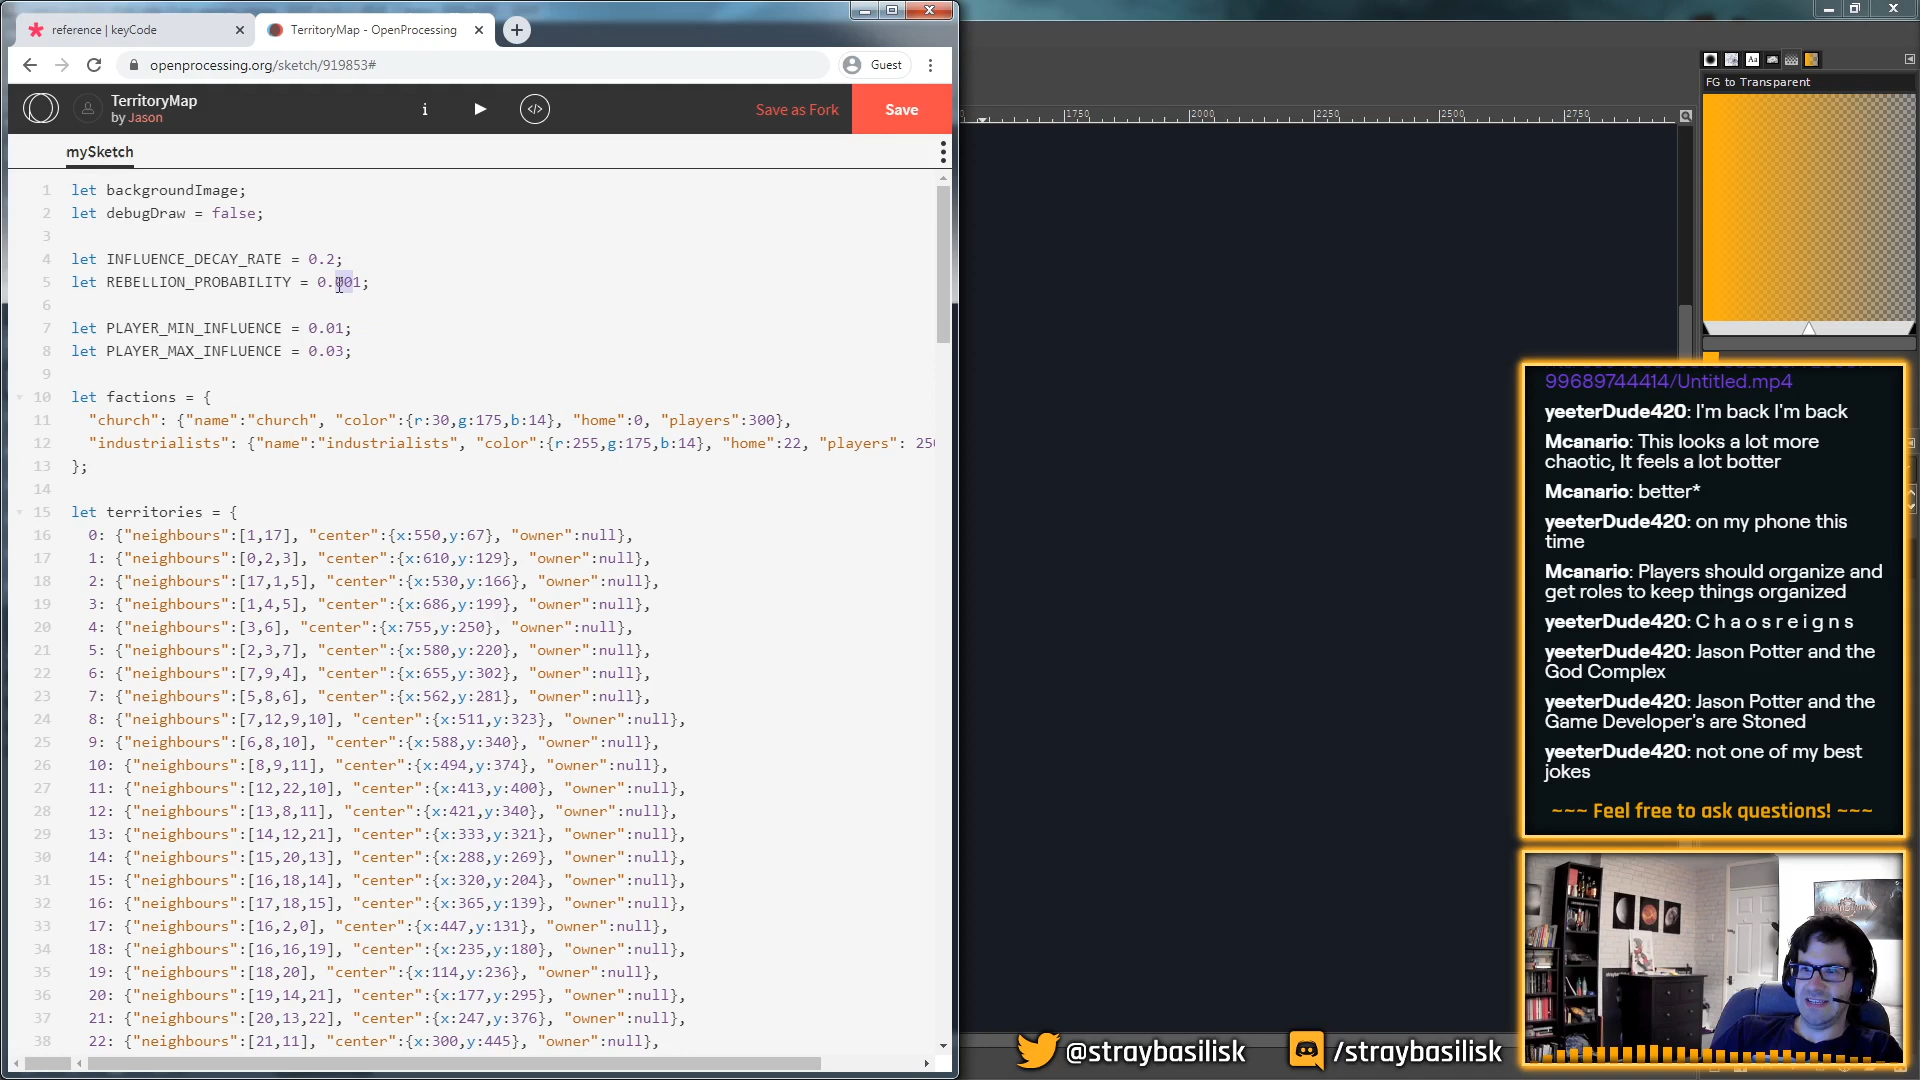 reference | keyCode
TerritoryMap - OpenProcessing
openprocessing.org/sketch/919853#
Guest
TerritoryMap
by Jason
Save as Fork
Save
mySketch
1 let backgroundImage;
2 let debugDraw = false;
3
4 let INFLUENCE_DECAY_RATE = 0.2;
5 let REBELLION_PROBABILITY = 0.001;
6
7 let PLAYER_MIN_INFLUENCE = 0.01;
8 let PLAYER_MAX_INFLUENCE = 0.03;
9
10 let factions = {
11 "church": {"name":"church", "color":{r:30,g:175,b:14}, "home":0, "players":300},
12 "industrialists": {"name":"industrialists", "color":{r:255,g:175,b:14}, "home":22, "players": 250
13 };
14
15 let territories = {
16 0: {"neighbours":[1,17], "center":{x:550,y:67}, "owner":null},
17 1: {"neighbours":[0,2,3], "center":{x:610,y:129}, "owner":null},
18 2: {"neighbours":[17,1,5], "center":{x:530,y:166}, "owner":null},
19 3: {"neighbours":[1,4,5], "center":{x:686,y:199}, "owner":null},
20 4: {"neighbours":[3,6], "center":{x:755,y:250}, "owner":null},
21 5: {"neighbours":[2,3,7], "center":{x:580,y:220}, "owner":null},
22 6: {"neighbours":[7,9,4], "center":{x:655,y:302}, "owner":null},
23 7: {"neighbours":[5,8,6], "center":{x:562,y:281}, "owner":null},
24 8: {"neighbours":[7,12,9,10], "center":{x:511,y:323}, "owner":null},
25 9: {"neighbours":[6,8,10], "center":{x:588,y:340}, "owner":null},
26 10: {"neighbours":[8,9,11], "center":{x:494,y:374}, "owner":null},
27 11: {"neighbours":[12,22,10], "center":{x:413,y:400}, "owner":null},
28 12: {"neighbours":[13,8,11], "center":{x:421,y:340}, "owner":null},
29 13: {"neighbours":[14,12,21], "center":{x:333,y:321}, "owner":null},
30 14: {"neighbours":[15,20,13], "center":{x:288,y:269}, "owner":null},
31 15: {"neighbours":[16,18,14], "center":{x:320,y:204}, "owner":null},
32 16: {"neighbours":[17,18,15], "center":{x:365,y:139}, "owner":null},
33 17: {"neighbours":[16,2,0], "center":{x:447,y:131}, "owner":null},
34 18: {"neighbours":[16,16,19], "center":{x:235,y:180}, "owner":null},
35 19: {"neighbours":[18,20], "center":{x:114,y:236}, "owner":null},
36 20: {"neighbours":[19,14,21], "center":{x:177,y:295}, "owner":null},
37 21: {"neighbours":[20,13,22], "center":{x:247,y:376}, "owner":null},
38 22: {"neighbours":[21,11], "center":{x:300,y:445}, "owner":null},
1750 2000 2250 2500 2750
FG to Transparent
99689744414/Untitled.mp4
yeeterDude420: I'm back I'm back
Mcanario: This looks a lot more
chaotic, It feels a lot botter
Mcanario: better*
yeeterDude420: on my phone this
time
Mcanario: Players should organize and
get roles to keep things organized
yeeterDude420: C h a o s r e i g n s
yeeterDude420: Jason Potter and the
God Complex
yeeterDude420: Jason Potter and the
Game Developer's are Stoned
yeeterDude420: not one of my best
jokes
~~~ Feel free to ask questions! ~~~
@straybasilisk
/straybasilisk